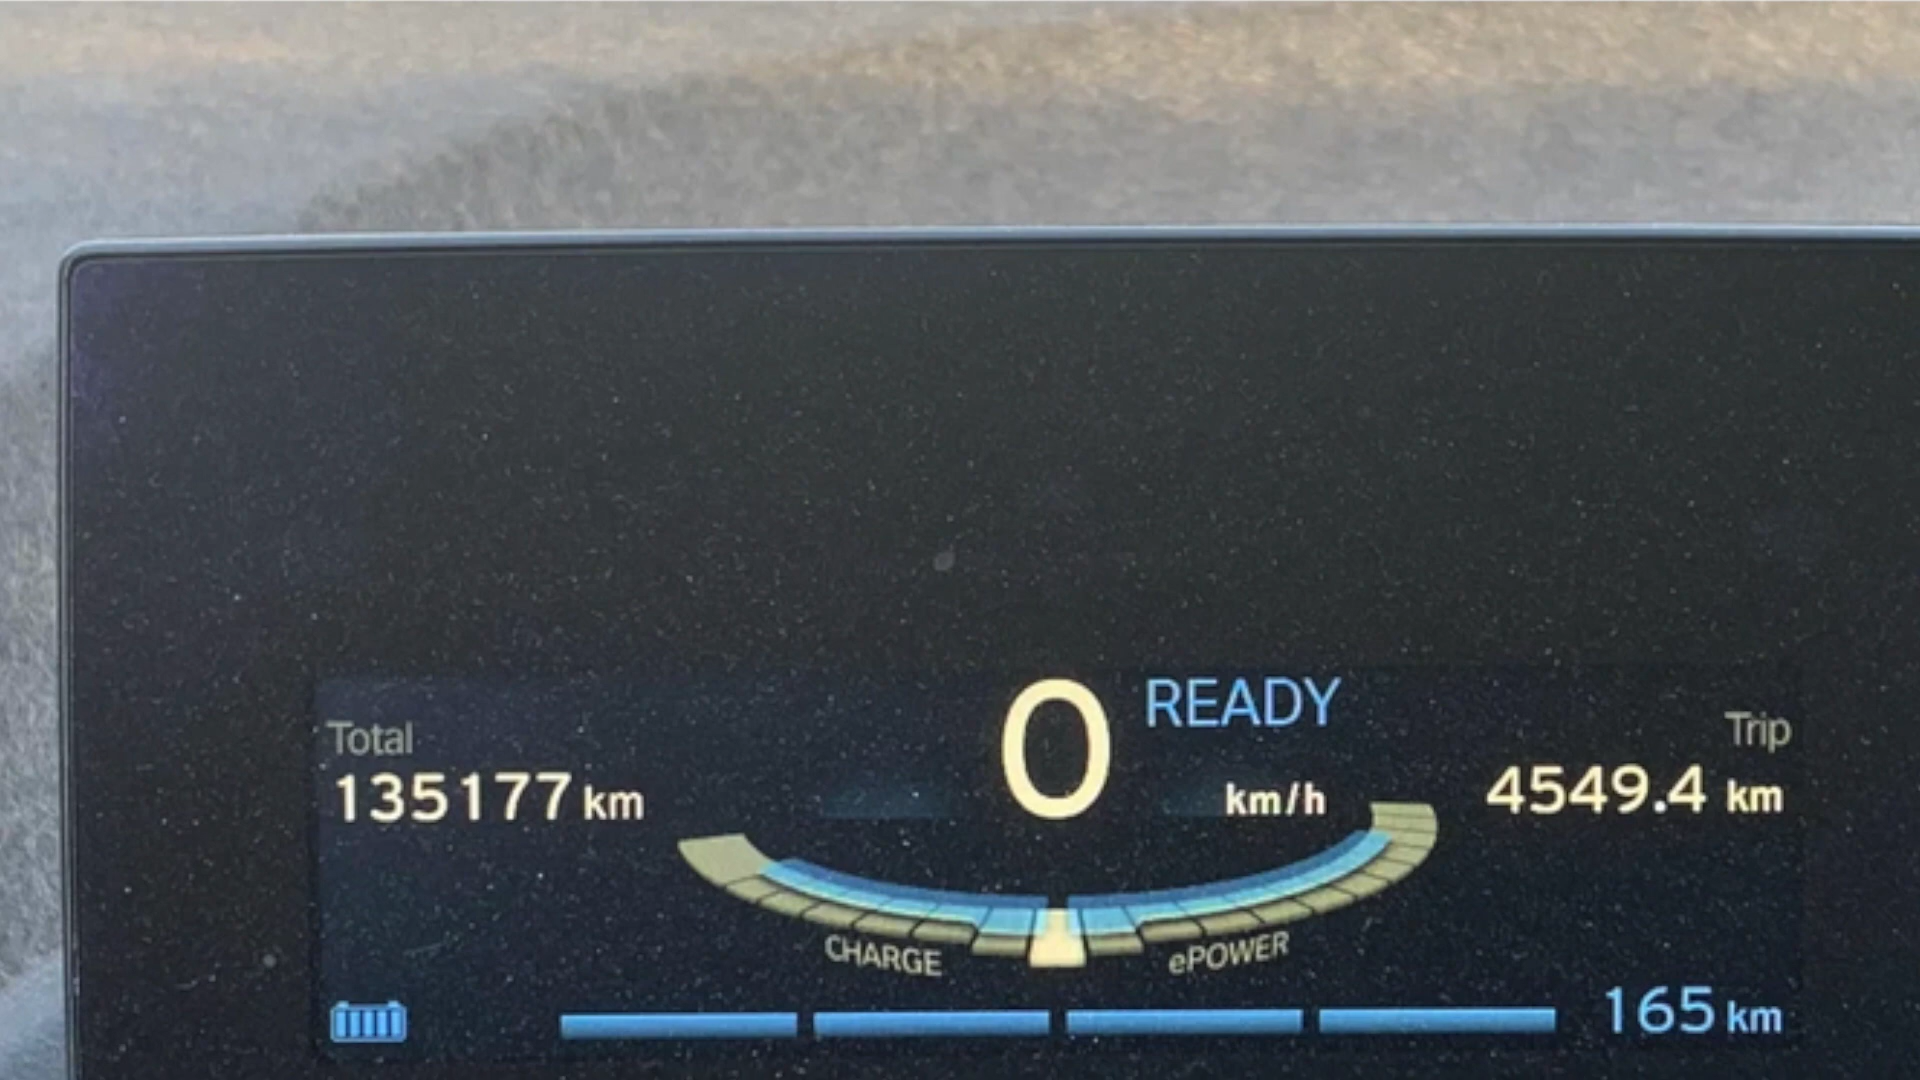 0 READY
Total
Trip
135177 km
km/h
4549.4 km
CHARGE
ePOWER
165 km